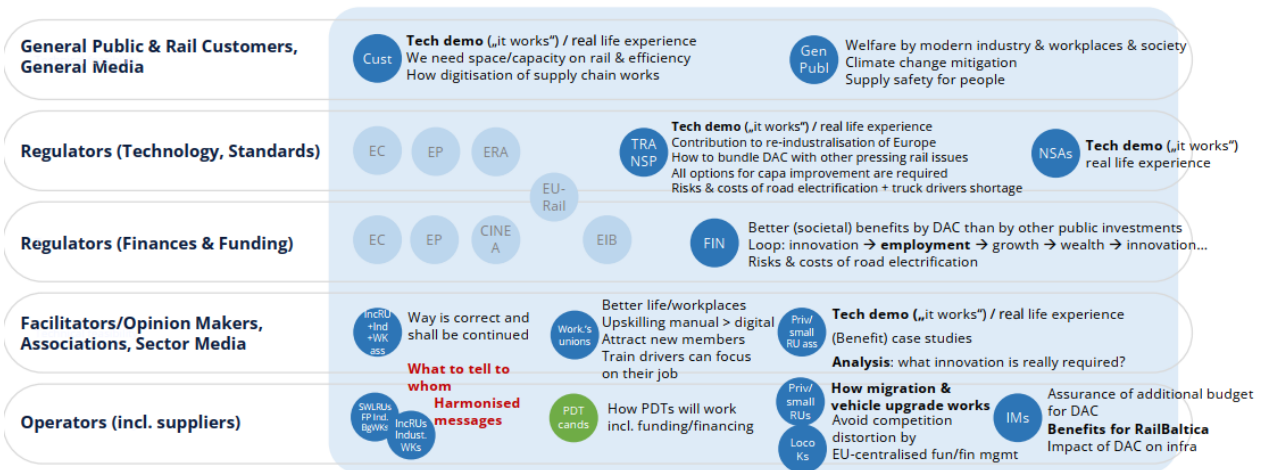 General Public & Rail Customers,
General Media
Cust
Tech demo („it works“) / real life experience
We need space/capacity on rail & efficiency
How digitisation of supply chain works
Gen
Publ
Welfare by modern industry & workplaces & society
Climate change mitigation
Supply safety for people
Regulators (Technology, Standards)
EC
EP
ERA
EU-
Rail
TRA
NSP
Tech demo („it works“) / real life experience
Contribution to re-industralisation of Europe
How to bundle DAC with other pressing rail issues
All options for capa improvement are required
Risks & costs of road electrification + truck drivers shortage
NSAs
Tech demo („it works“)
real life experience
Regulators (Finances & Funding)
EC
EP
CINE
A
EIB
FIN
Better (societal) benefits by DAC than by other public investments
Loop: innovation → employment → growth → wealth → innovation...
Risks & costs of road electrification
Facilitators/Opinion Makers,
Associations, Sector Media
IncRU
+Ind
+WK
ass
Way is correct and
shall be continued
Work.'s
unions
Better life/workplaces
Upskilling manual > digital
Attract new members
Train drivers can focus
on their job
Priv/
small
RU ass
Tech demo („it works“) / real life experience
(Benefit) case studies
Analysis: what innovation is really required?
What to tell to
whom
Harmonised
messages
Operators (incl. suppliers)
SWLRUs
FP Ind.
BgWKs
IncRUs
Indust.
WKs
PDT
cands
How PDTs will work
incl. funding/financing
Priv/
small
RUs
Loco
Ks
How migration &
vehicle upgrade works
Avoid competition
distortion by
EU-centralised fun/fin mgmt
IMs
Assurance of additional budget
for DAC
Benefits for RailBaltica
Impact of DAC on infra